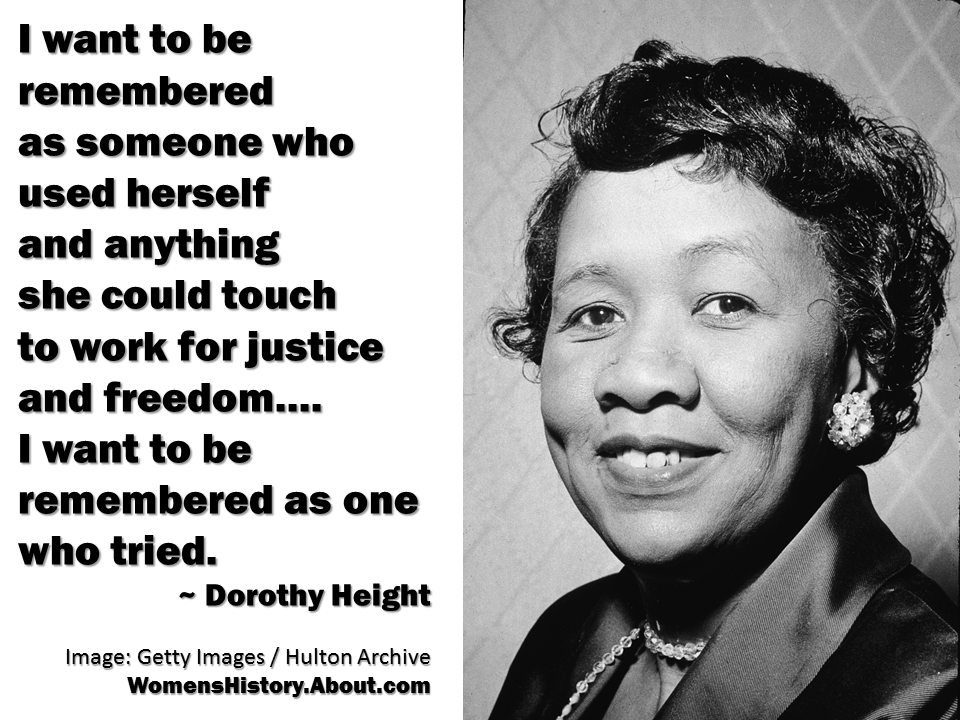 I want to be
remembered
as someone who
used herself
and anything
she could touch
to work for justice
and freedom....
I want to be
remembered as one
who tried.
~ Dorothy Height
Image: Getty Images / Hulton Archive
WomensHistory.About.com